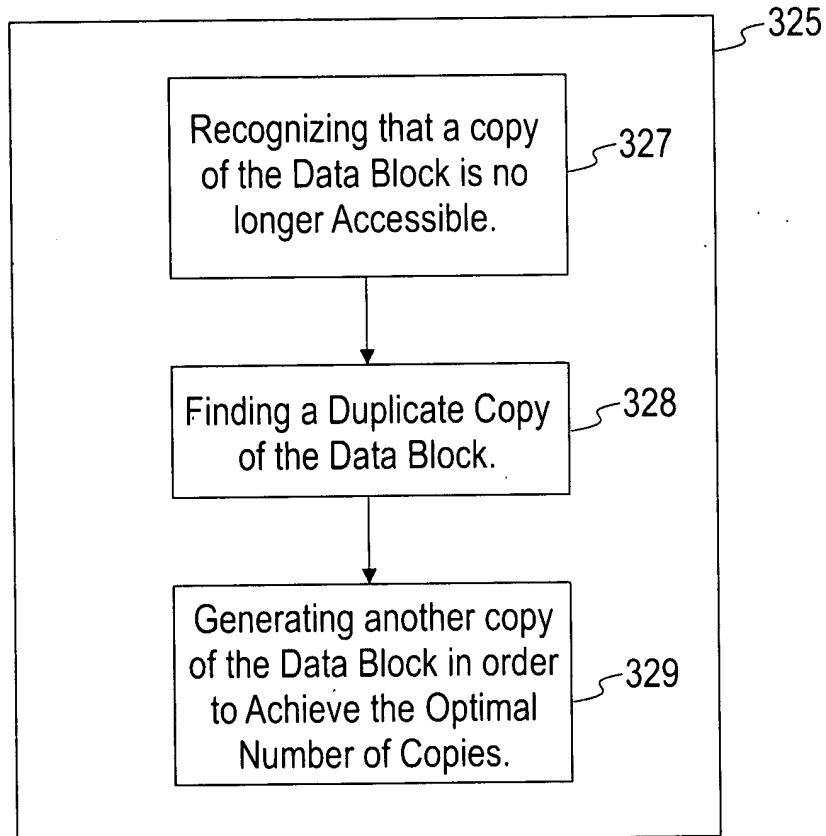 325
Recognizing that a copy
of the Data Block is no
longer Accessible.
327
Finding a Duplicate Copy
of the Data Block.
328
Generating another copy
of the Data Block in order
to Achieve the Optimal
Number of Copies.
329